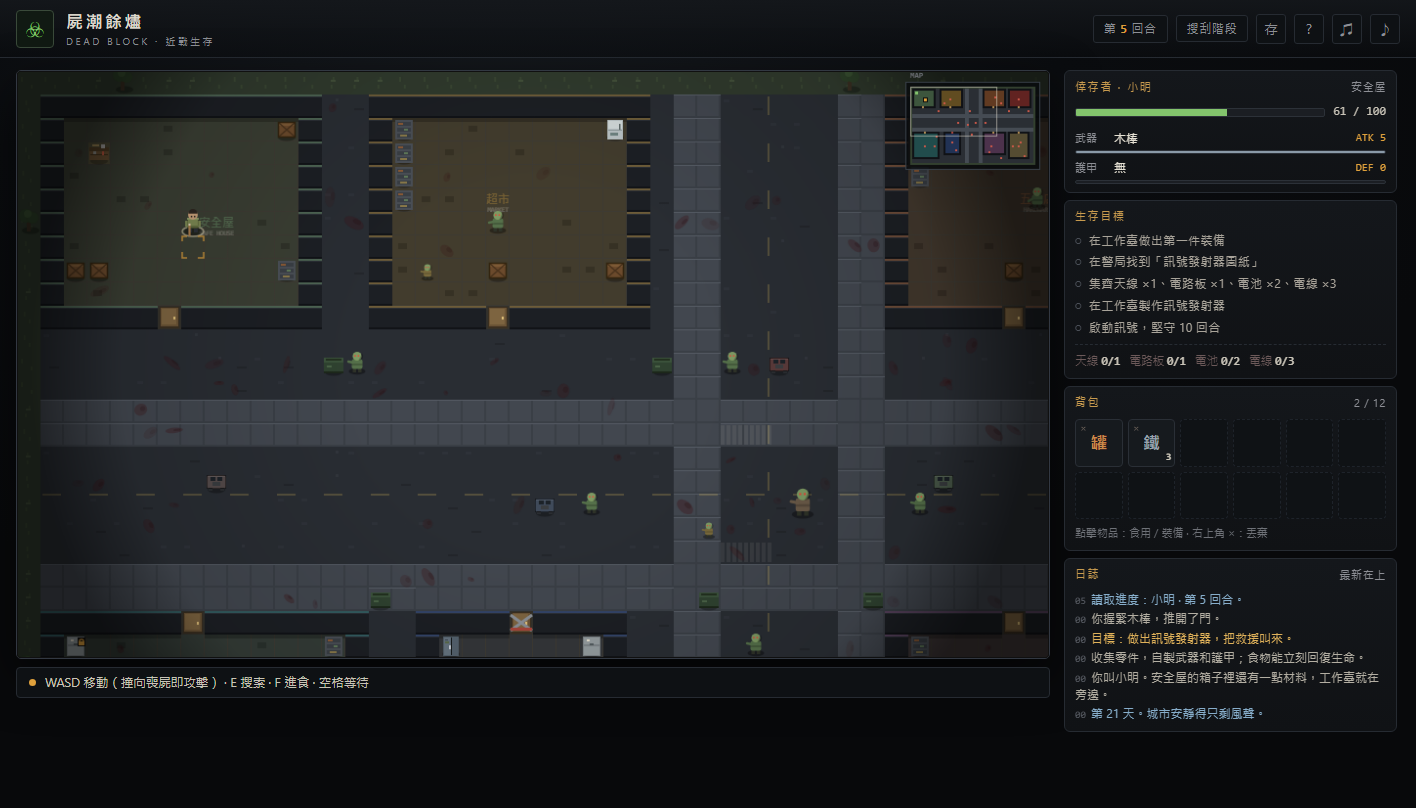 屍潮餘燼
DEAD BLOCK · 近戰生存
第 5 回合
搜刮階段
存
?
MAP
安全屋
超市
MARKET
WASD 移動（撞向喪屍即攻擊）· E 搜索 · F 進食 · 空格等待
倖存者 · 小明
安全屋
61 / 100
武器 木棒 ATK 5
護甲 無 DEF 0
生存目標
○ 在工作臺做出第一件裝備
○ 在警局找到「訊號發射器圖紙」
○ 集齊天線 ×1、電路板 ×1、電池 ×2、電線 ×3
○ 在工作臺製作訊號發射器
○ 啟動訊號，堅守 10 回合
天線 0/1 電路板 0/1 電池 0/2 電線 0/3
背包
2 / 12
× 罐
× 鐵 3
點擊物品：食用 / 裝備 · 右上角 ×：丟棄
日誌
最新在上
05 讀取進度：小明 · 第 5 回合。
00 你握緊木棒，推開了門。
00 目標：做出訊號發射器，把救援叫來。
00 收集零件，自製武器和護甲；食物能立刻回復生命。
00 你叫小明。安全屋的箱子裡還有一點材料，工作臺就在
旁邊。
00 第 21 天。城市安靜得只剩風聲。